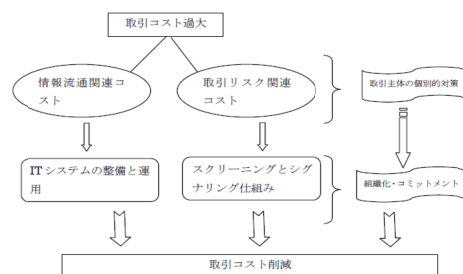 取引コスト過大
情報流通関連コ
スト
取引リスク関連
コスト
取引主体の個別的対策
ITシステムの整備と運
用
スクリーニングとシグ
ナリング仕組み
組織化・コミットメント
取引コスト削減